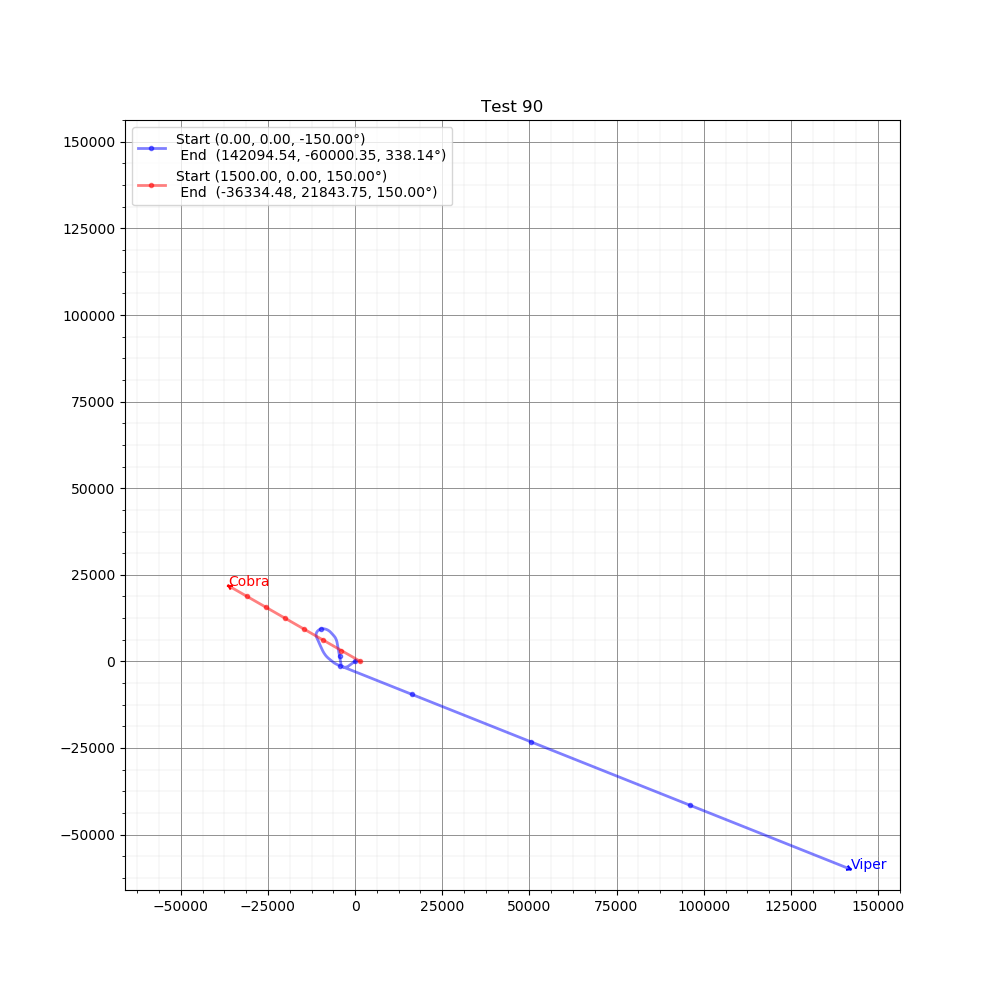 Test 90
Start (0.00, 0.00, -150.00°)
End (142094.54, -60000.35, 338.14°)
Start (1500.00, 0.00, 150.00°)
End (-36334.48, 21843.75, 150.00°)
150000
125000
100000
75000
50000
25000
0
−25000
−50000
Cobra
Viper
−50000 −25000 0 25000 50000 75000 100000 125000 150000